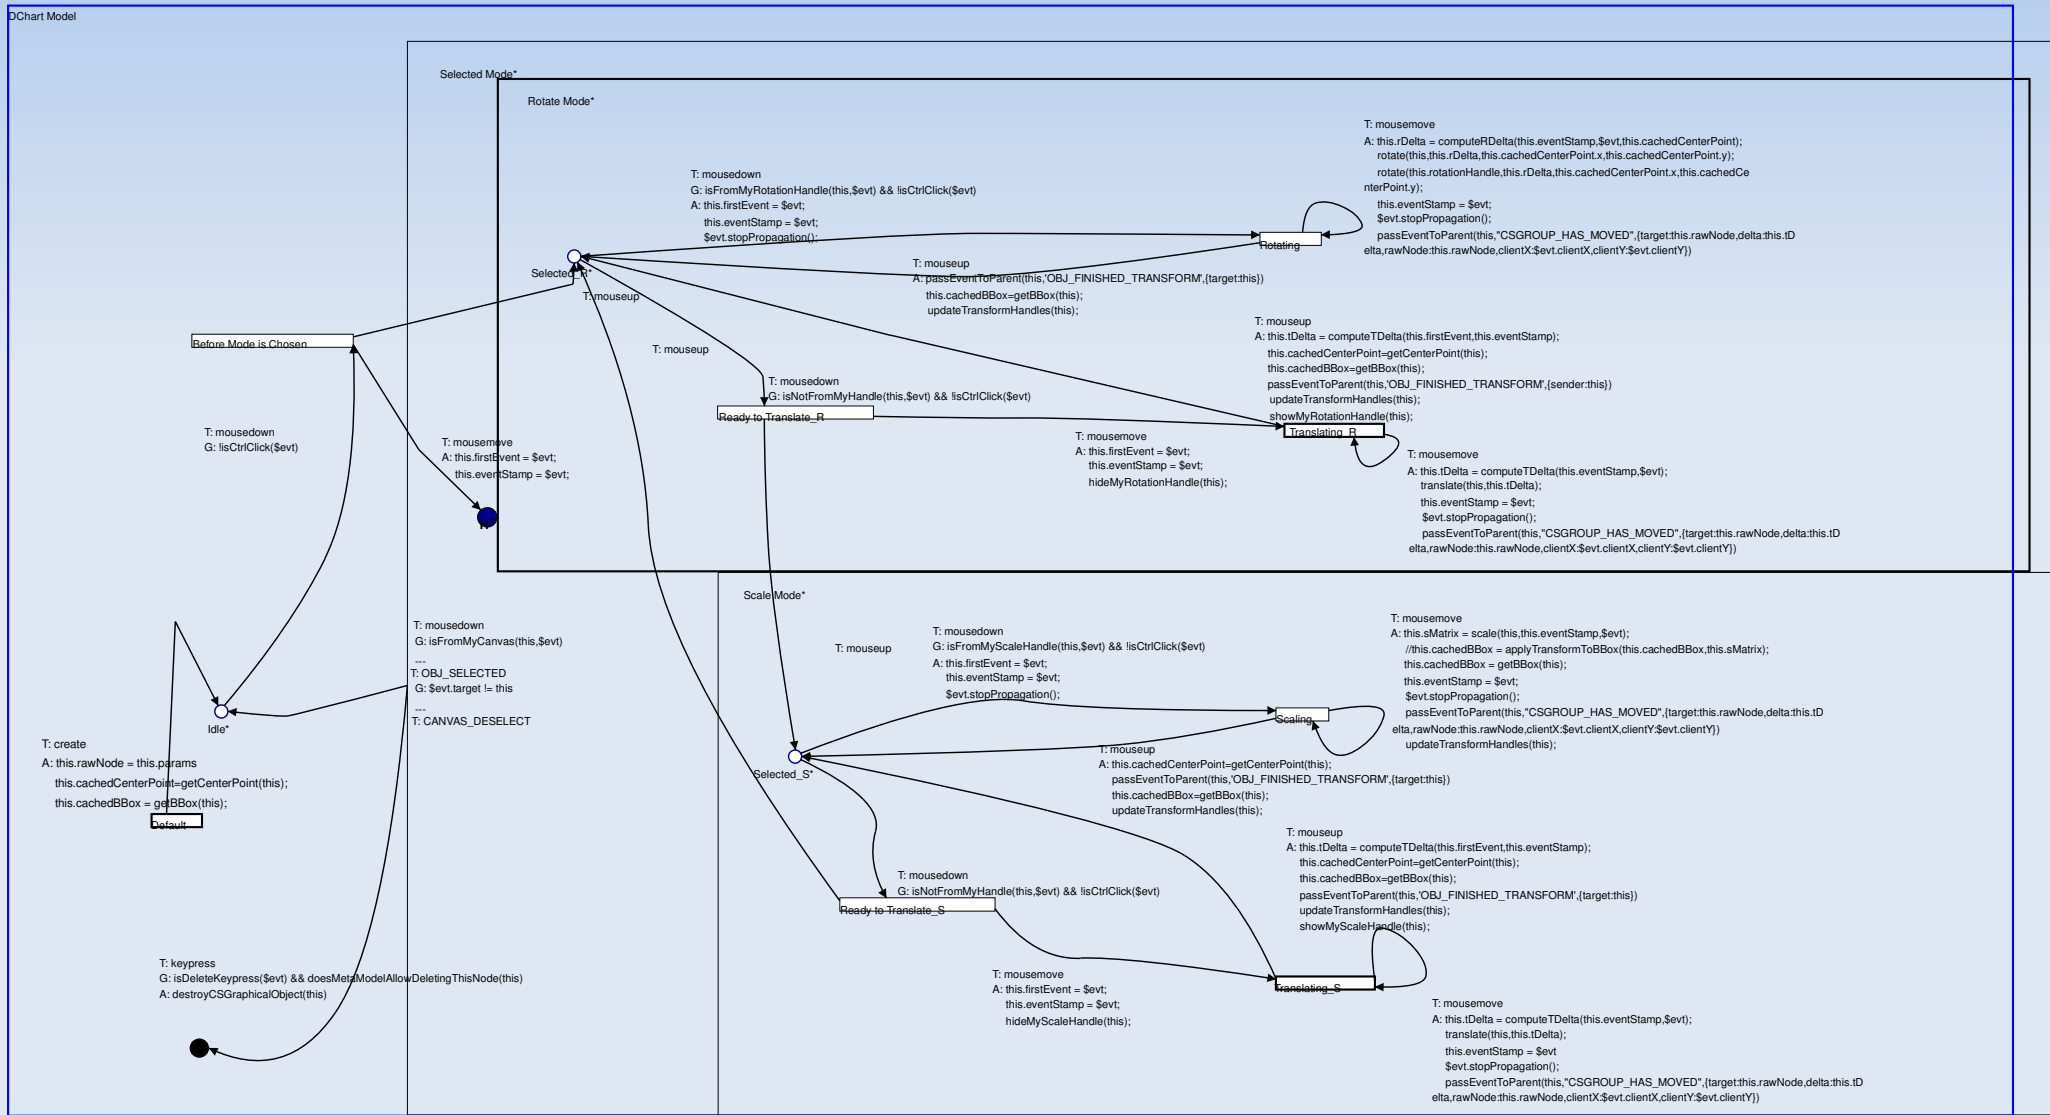 DChart Model
Selected Mode*
Rotate Mode*
T: mousemove
A: this.rDelta = computeRDelta(this.eventStamp,$evt,this.cachedCenterPoint);
rotate(this,this.rDelta,this.cachedCenterPoint.x,this.cachedCenterPoint.y);
rotate(this.rotationHandle,this.rDelta,this.cachedCenterPoint.x,this.cachedCe
nterPoint.y);
this.eventStamp = $evt;
$evt.stopPropagation();
passEventToParent(this,"CSGROUP_HAS_MOVED",{target:this.rawNode,delta:this.tD
elta,rawNode:this.rawNode,clientX:$evt.clientX,clientY:$evt.clientY})
T: mousedown
G: isFromMyRotationHandle(this,$evt) && !isCtrlClick($evt)
A: this.firstEvent = $evt;
this.eventStamp = $evt;
$evt.stopPropagation();
Rotating
Selected_R*
T: mouseup
A: passEventToParent(this,'OBJ_FINISHED_TRANSFORM',{target:this})
this.cachedBBox=getBBox(this);
updateTransformHandles(this);
T: mouseup
Before Mode is Chosen
T: mouseup
T: mouseup
A: this.tDelta = computeTDelta(this.firstEvent,this.eventStamp);
this.cachedCenterPoint=getCenterPoint(this);
this.cachedBBox=getBBox(this);
passEventToParent(this,'OBJ_FINISHED_TRANSFORM',{sender:this})
updateTransformHandles(this);
showMyRotationHandle(this);
T: mousedown
G: isNotFromMyHandle(this,$evt) && !isCtrlClick($evt)
Ready to Translate_R
Translating_R
T: mousedown
G: !isCtrlClick($evt)
T: mousemove
A: this.firstEvent = $evt;
this.eventStamp = $evt;
T: mousemove
A: this.firstEvent = $evt;
this.eventStamp = $evt;
hideMyRotationHandle(this);
T: mousemove
A: this.tDelta = computeTDelta(this.eventStamp,$evt);
translate(this,this.tDelta);
this.eventStamp = $evt;
$evt.stopPropagation();
passEventToParent(this,"CSGROUP_HAS_MOVED",{target:this.rawNode,delta:this.tD
elta,rawNode:this.rawNode,clientX:$evt.clientX,clientY:$evt.clientY})
Scale Mode*
T: mousedown
G: isFromMyCanvas(this,$evt)
---
T: OBJ_SELECTED
G: $evt.target != this
---
T: CANVAS_DESELECT
T: mouseup
T: mousedown
G: isFromMyScaleHandle(this,$evt) && !isCtrlClick($evt)
A: this.firstEvent = $evt;
this.eventStamp = $evt;
$evt.stopPropagation();
T: mousemove
A: this.sMatrix = scale(this,this.eventStamp,$evt);
//this.cachedBBox = applyTransformToBBox(this.cachedBBox,this.sMatrix);
this.cachedBBox = getBBox(this);
this.eventStamp = $evt;
$evt.stopPropagation();
passEventToParent(this,"CSGROUP_HAS_MOVED",{target:this.rawNode,delta:this.tD
elta,rawNode:this.rawNode,clientX:$evt.clientX,clientY:$evt.clientY})
updateTransformHandles(this);
Scaling
Idle*
T: create
A: this.rawNode = this.params
this.cachedCenterPoint=getCenterPoint(this);
this.cachedBBox = getBBox(this);
Default
Selected_S*
T: mouseup
A: this.cachedCenterPoint=getCenterPoint(this);
passEventToParent(this,'OBJ_FINISHED_TRANSFORM',{target:this})
this.cachedBBox=getBBox(this);
updateTransformHandles(this);
T: mouseup
A: this.tDelta = computeTDelta(this.firstEvent,this.eventStamp);
this.cachedCenterPoint=getCenterPoint(this);
this.cachedBBox=getBBox(this);
passEventToParent(this,'OBJ_FINISHED_TRANSFORM',{target:this})
updateTransformHandles(this);
showMyScaleHandle(this);
T: mousedown
G: isNotFromMyHandle(this,$evt) && !isCtrlClick($evt)
Ready to Translate_S
T: keypress
G: isDeleteKeypress($evt) && doesMetaModelAllowDeletingThisNode(this)
A: destroyCSGraphicalObject(this)
T: mousemove
A: this.firstEvent = $evt;
this.eventStamp = $evt;
hideMyScaleHandle(this);
Translating_S
T: mousemove
A: this.tDelta = computeTDelta(this.eventStamp,$evt);
translate(this,this.tDelta);
this.eventStamp = $evt
$evt.stopPropagation();
passEventToParent(this,"CSGROUP_HAS_MOVED",{target:this.rawNode,delta:this.tD
elta,rawNode:this.rawNode,clientX:$evt.clientX,clientY:$evt.clientY})